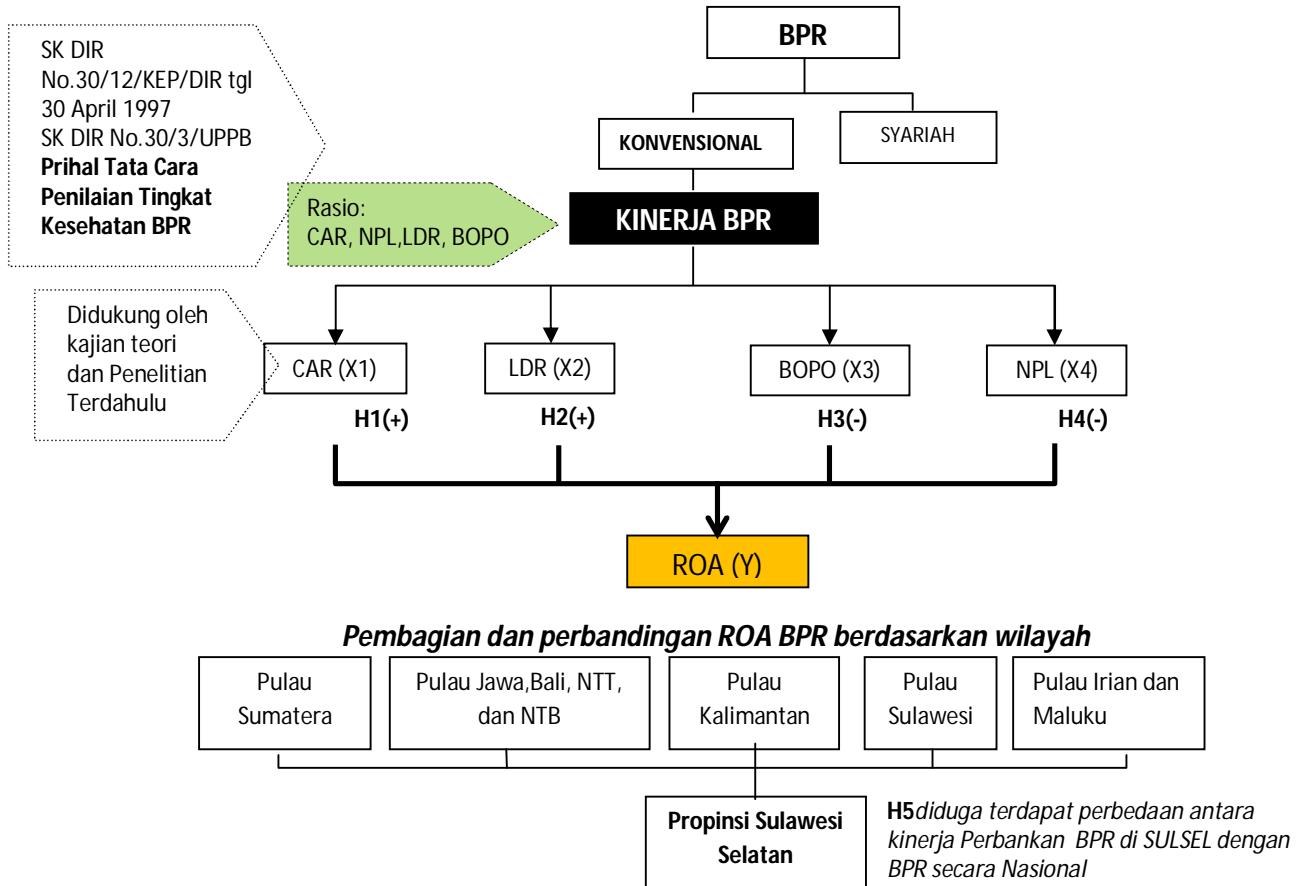 BPR
SK DIR
No.30/12/KEP/DIR tgl
30 April 1997
SK DIR No.30/3/UPPB
Prihal Tata Cara
Penilaian Tingkat
Kesehatan BPR
KONVENSIONAL
SYARIAH
Rasio:
CAR, NPL,LDR, BOPO
KINERJA BPR
Didukung oleh
kajian teori
dan Penelitian
Terdahulu
CAR (X1)
LDR (X2)
BOPO (X3)
NPL (X4)
H1(+)
H2(+)
H3(-)
H4(-)
ROA (Y)
Pembagian dan perbandingan ROA BPR berdasarkan wilayah
Pulau
Sumatera
Pulau Jawa,Bali, NTT,
dan NTB
Pulau
Kalimantan
Pulau
Sulawesi
Pulau Irian dan
Maluku
Propinsi Sulawesi
Selatan
H5diduga terdapat perbedaan antara
kinerja Perbankan BPR di SULSEL dengan
BPR secara Nasional